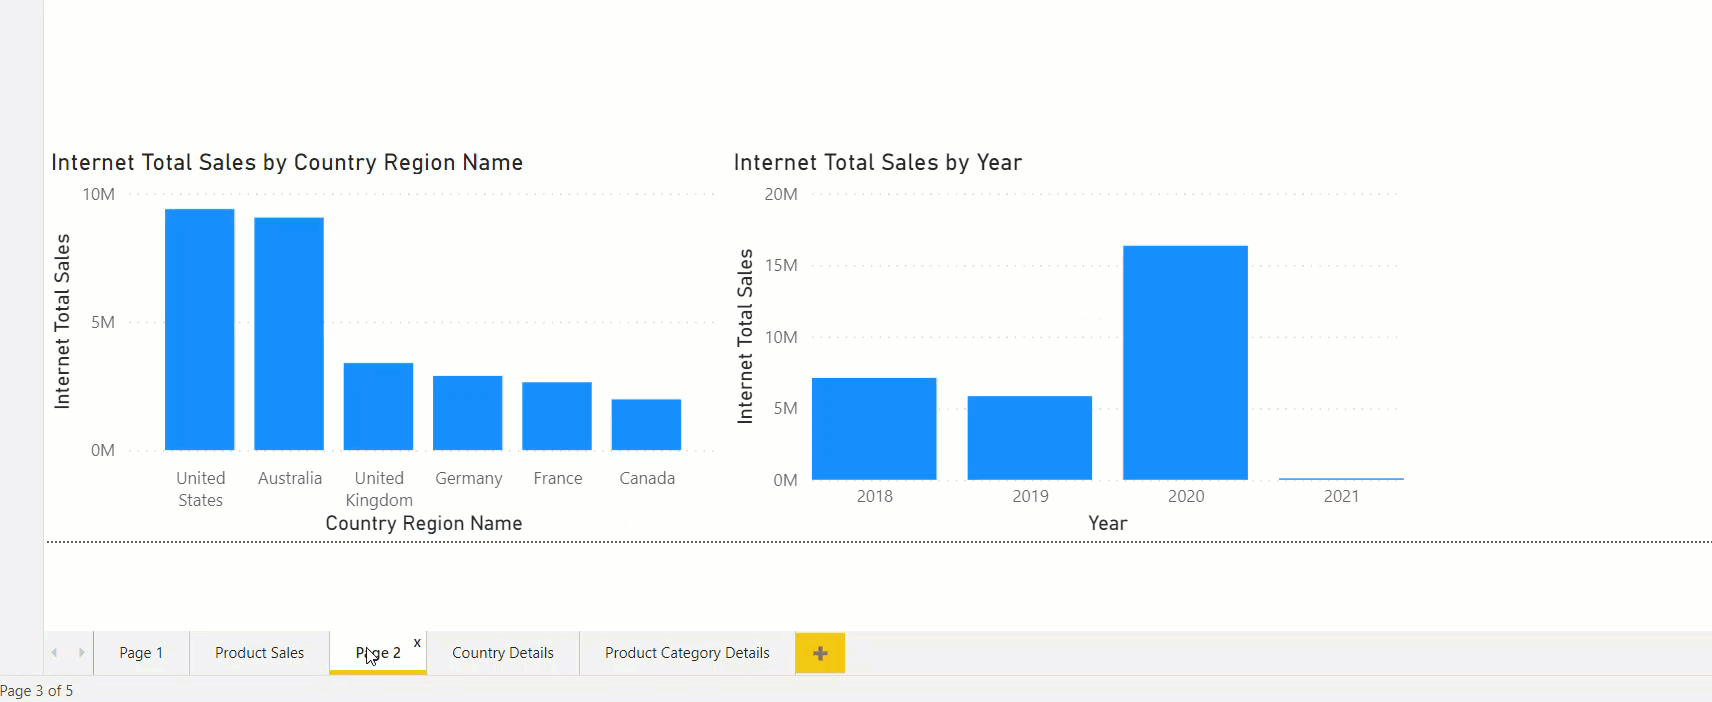 Internet Total Sales by Country Region Name
10M
5M
0M
Internet Total Sales
United States
Australia
United Kingdom
Germany
France
Canada
Country Region Name
Internet Total Sales by Year
20M
15M
10M
5M
0M
Internet Total Sales
2018
2019
2020
2021
Year
Page 1
Product Sales
Page 2
x
Country Details
Product Category Details
+
Page 3 of 5